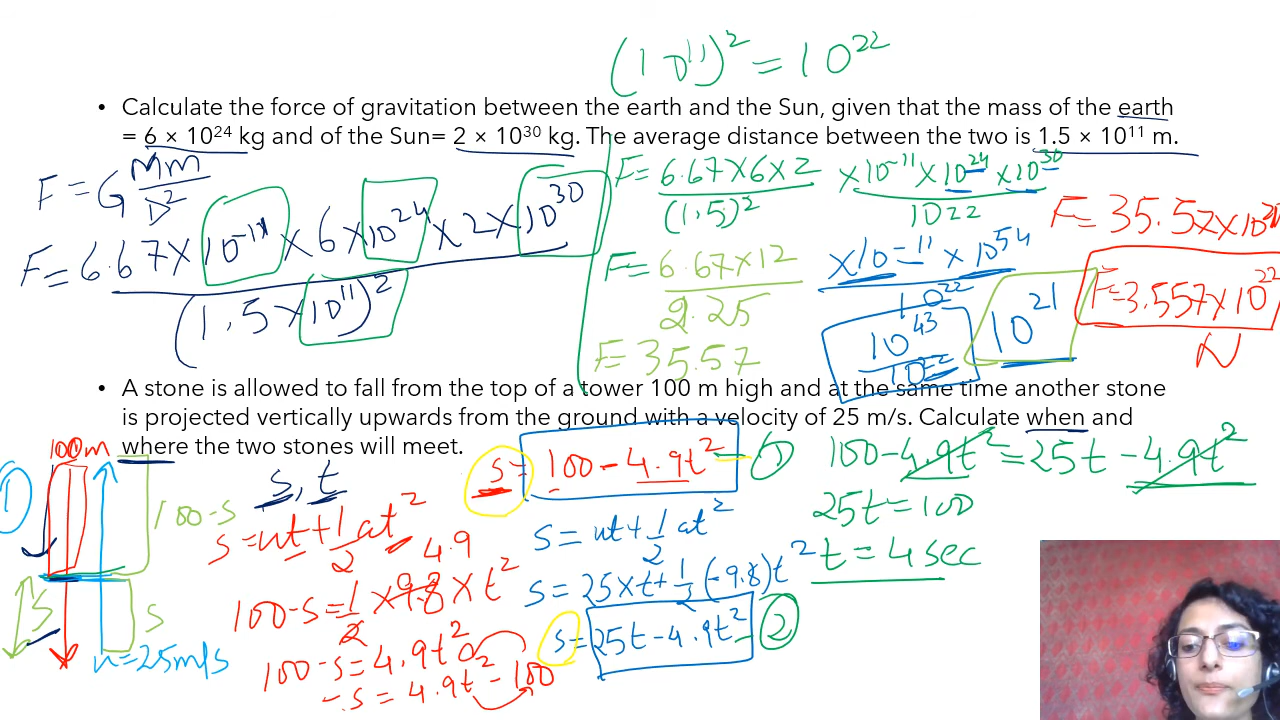 (10¹¹)² = 10²²
• Calculate the force of gravitation between the earth and the Sun, given that the mass of the earth
= 6 × 10²⁴ kg and of the Sun= 2 × 10³⁰ kg. The average distance between the two is 1.5 × 10¹¹ m.
F = G Mm/D²
F = 6.67 × 10⁻¹¹ × 6 × 10²⁴ × 2 × 10³⁰
(1.5 × 10¹¹)²
F = 6.67 × 6 × 2 × 10⁻¹¹ × 10²⁴ × 10³⁰
(1.5)² 10²²
F = 6.67 × 12 × 10⁻¹¹ × 10⁵⁴
2.25 10²²
F = 35.57
10⁴³
10²²
10²¹
F = 35.57 × 10²¹
F = 3.557 × 10²²
N
• A stone is allowed to fall from the top of a tower 100 m high and at the same time another stone
is projected vertically upwards from the ground with a velocity of 25 m/s. Calculate when and
where the two stones will meet.
100m
1
100-s
s
s
u = 25m/s
s, t
s = ut + 1/2 at²
4.9
100-s = 1/2 × 9.8 × t²
100-s = 4.9t²
-s = 4.9t² - 100
s = 100 - 4.9t² - 1
s = ut + 1/2 at²
s = 25×t + 1/2 (-9.8)t²
s = 25t - 4.9t² - 2
100 - 4.9t² = 25t - 4.9t²
25t = 100
t = 4 sec